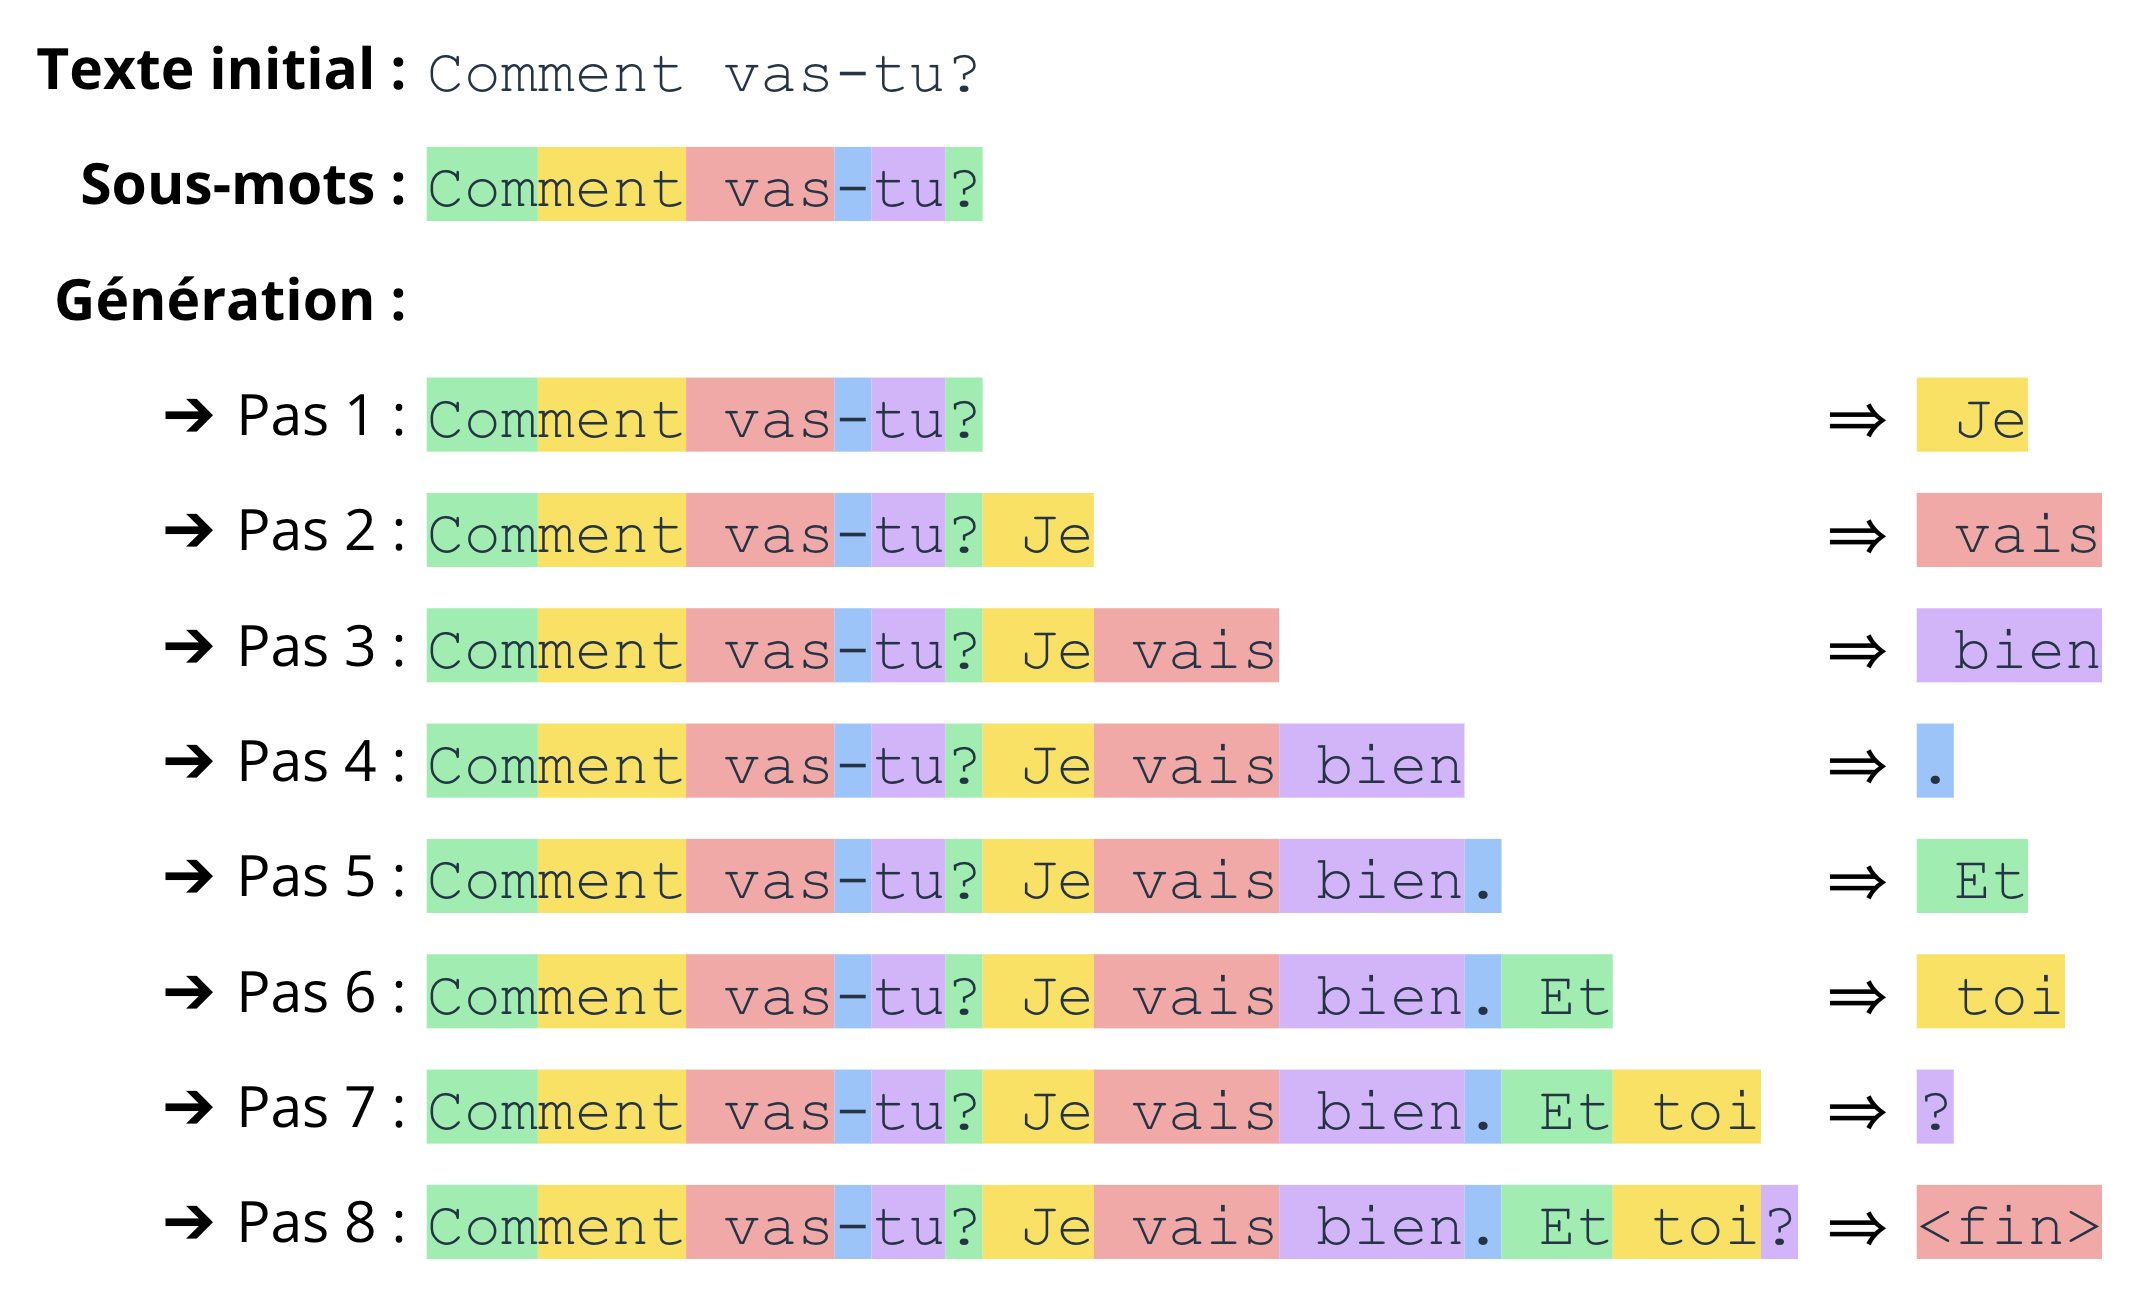 Texte initial : Comment vas-tu?
Sous-mots : Comment vas-tu?
Génération :
➔ Pas 1 : Comment vas-tu? ⇒ Je
➔ Pas 2 : Comment vas-tu? Je ⇒ vais
➔ Pas 3 : Comment vas-tu? Je vais ⇒ bien
➔ Pas 4 : Comment vas-tu? Je vais bien ⇒ .
➔ Pas 5 : Comment vas-tu? Je vais bien. ⇒ Et
➔ Pas 6 : Comment vas-tu? Je vais bien. Et ⇒ toi
➔ Pas 7 : Comment vas-tu? Je vais bien. Et toi ⇒ ?
➔ Pas 8 : Comment vas-tu? Je vais bien. Et toi? ⇒ <fin>